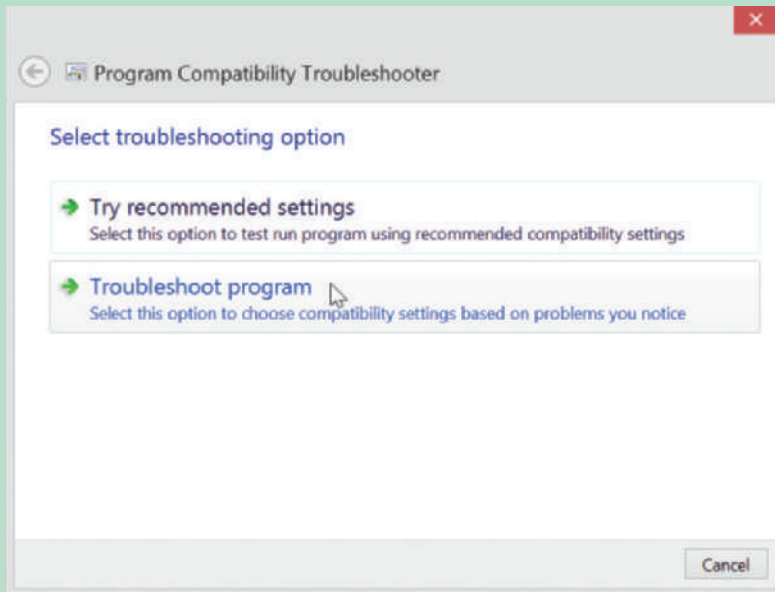 Program Compatibility Troubleshooter
Select troubleshooting option
Try recommended settings
Select this option to test run program using recommended compatibility settings
Troubleshoot program
Select this option to choose compatibility settings based on problems you notice
Cancel